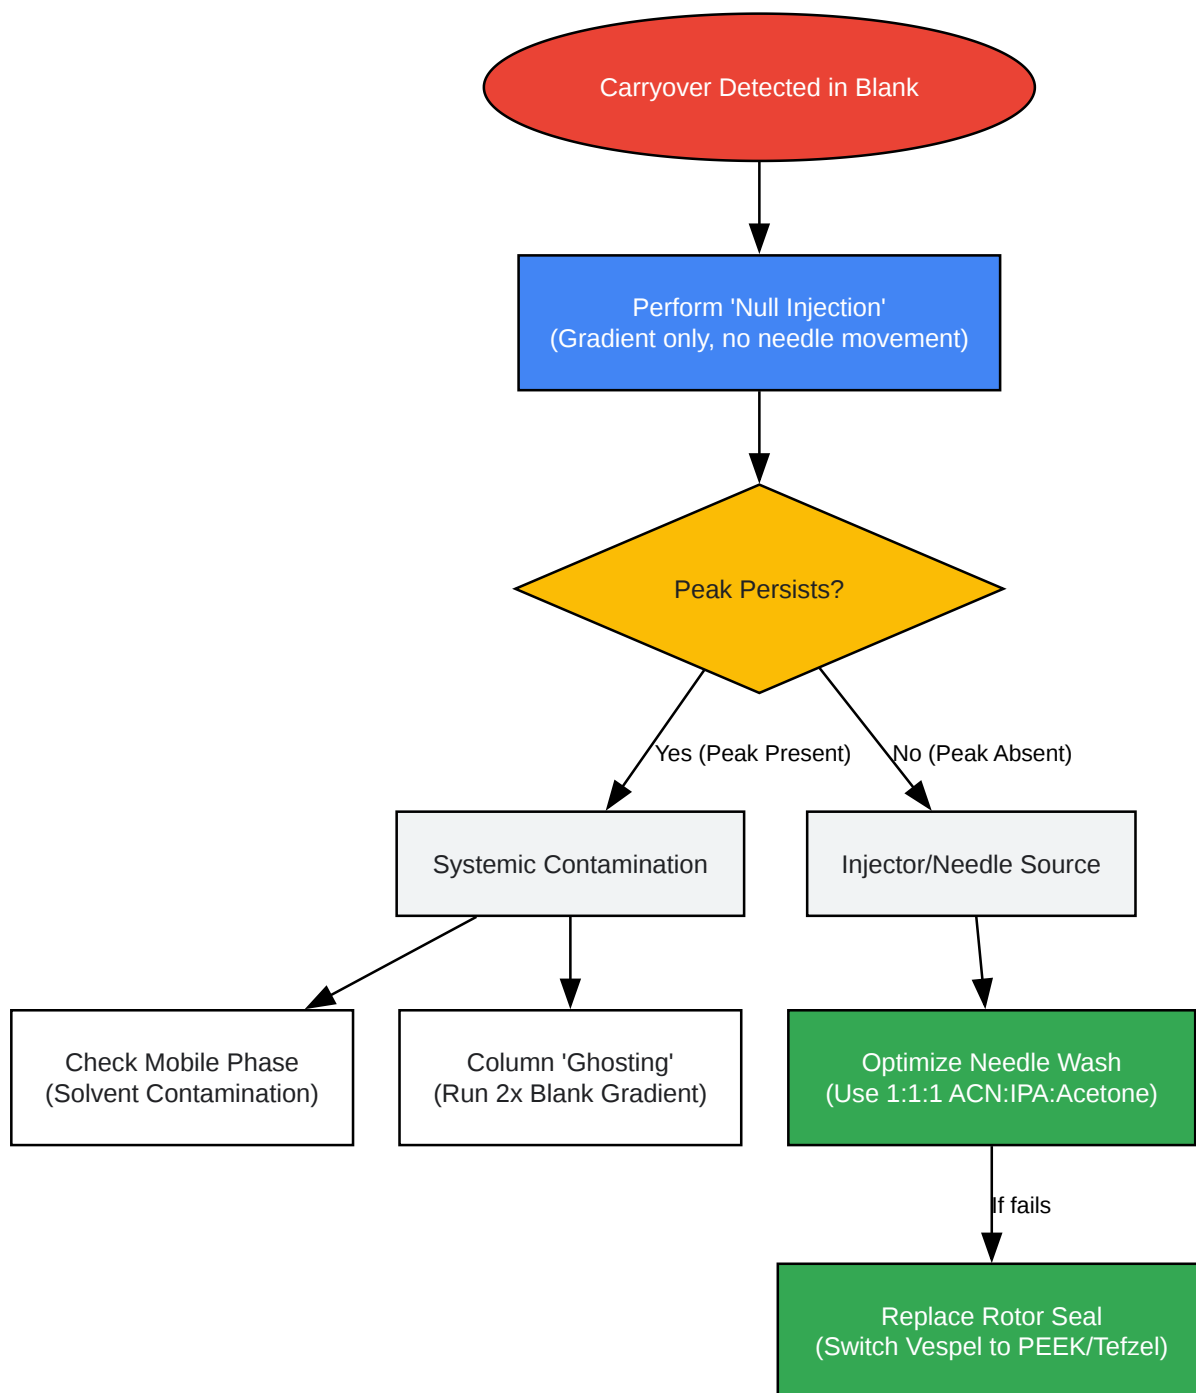 Carryover Detected in Blank
Perform 'Null Injection'
(Gradient only, no needle movement)
Peak Persists?
Yes (Peak Present)
No (Peak Absent)
Systemic Contamination
Injector/Needle Source
Check Mobile Phase
(Solvent Contamination)
Column 'Ghosting'
(Run 2x Blank Gradient)
Optimize Needle Wash
(Use 1:1:1 ACN:IPA:Acetone)
If fails
Replace Rotor Seal
(Switch Vespel to PEEK/Tefzel)